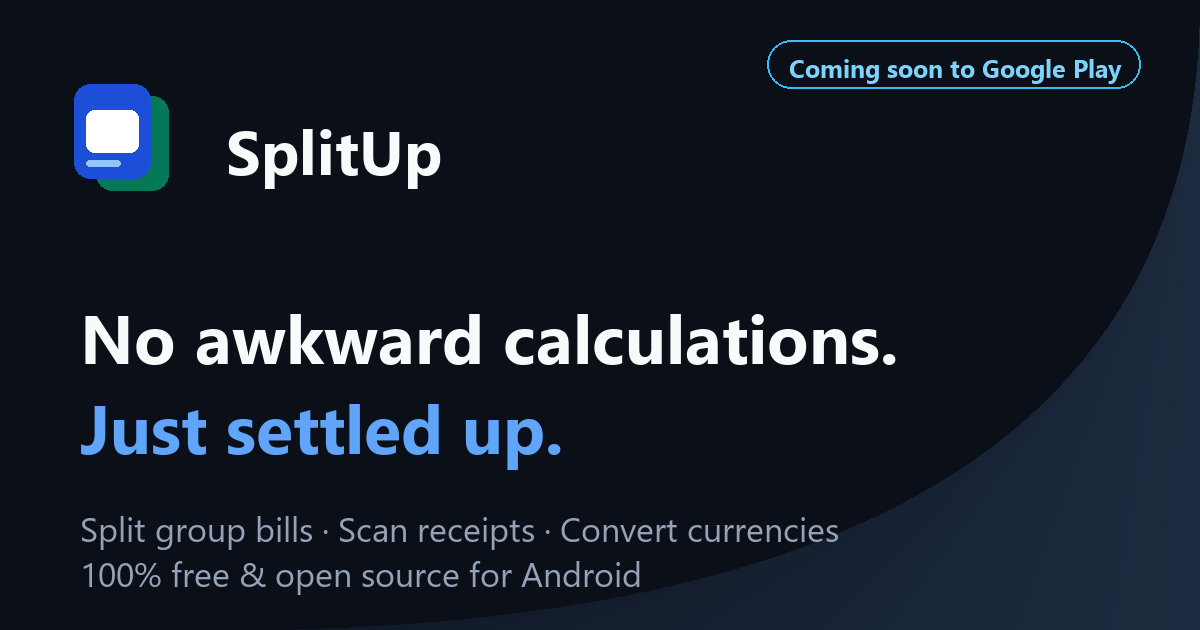 Coming soon to Google Play
SplitUp
No awkward calculations.
Just settled up.
Split group bills · Scan receipts · Convert currencies
100% free & open source for Android